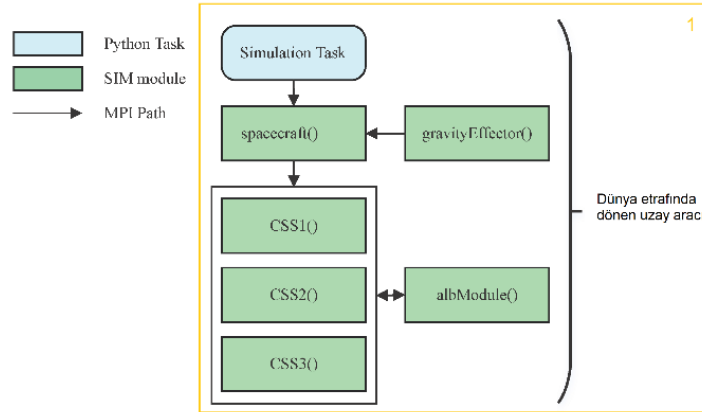 Python Task
SIM module
MPI Path
1
Simulation Task
spacecraft()
gravityEffector()
CSS1()
CSS2()
albModule()
CSS3()
Dünya etrafında
dönen uzay aracı